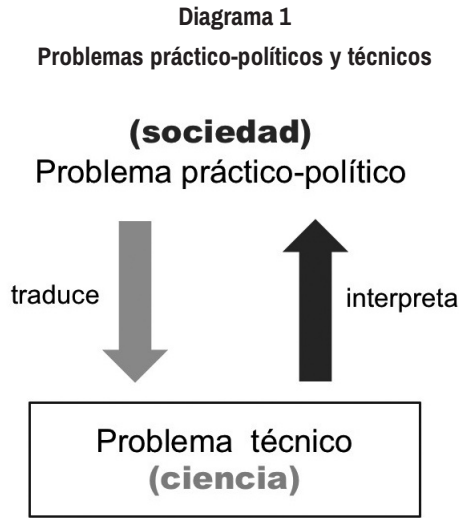 Diagrama 1
Problemas práctico-políticos y técnicos
(sociedad)
Problema práctico-político
traduce
interpreta
Problema técnico
(ciencia)